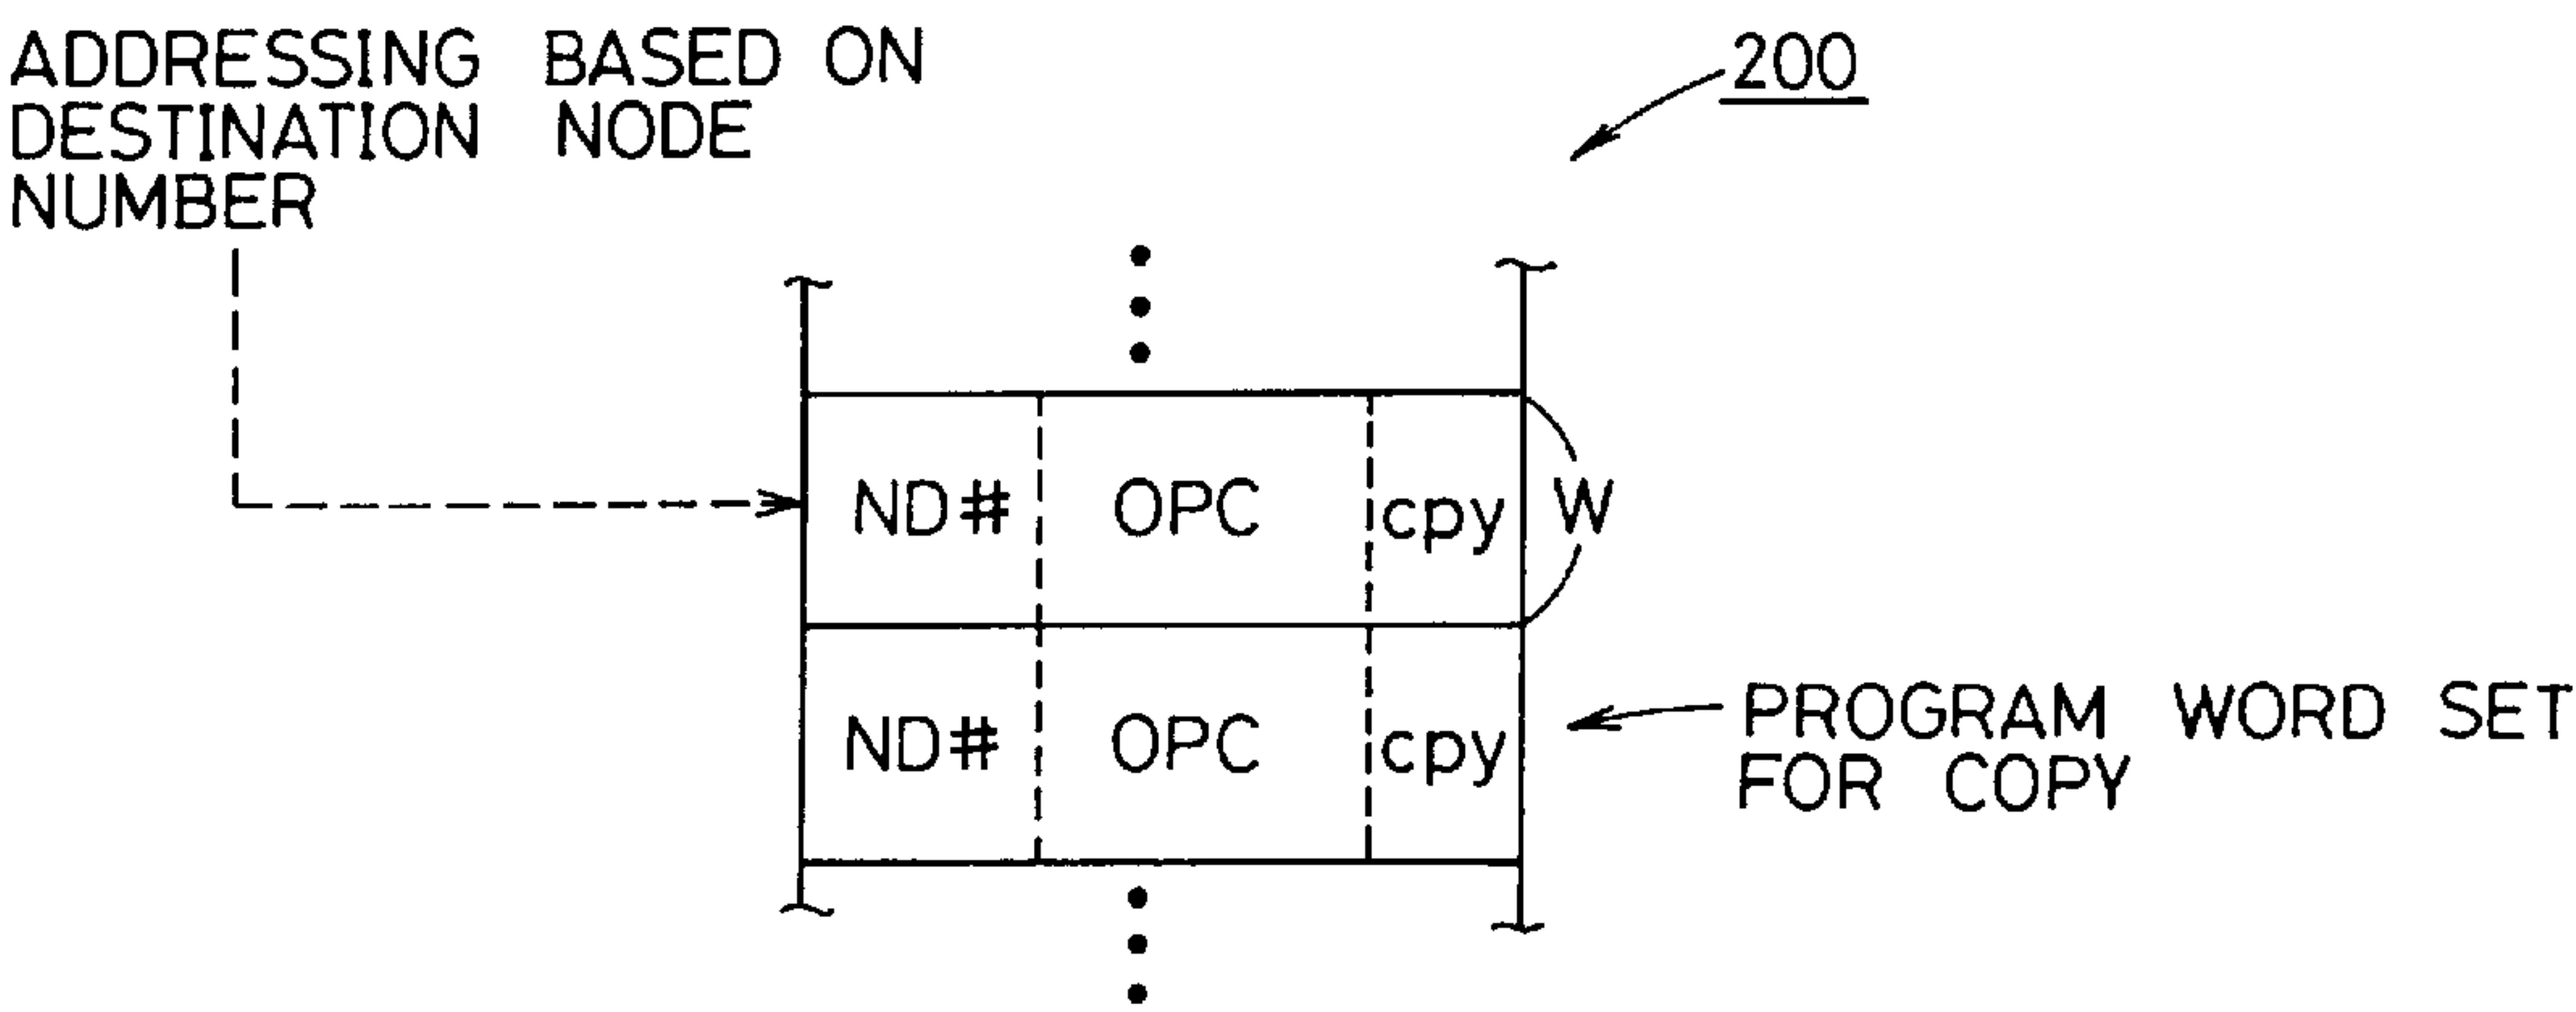 ADDRESSING BASED ON
DESTINATION NODE
NUMBER
200
ND# OPC cpy W
ND# OPC cpy
PROGRAM WORD SET
FOR COPY